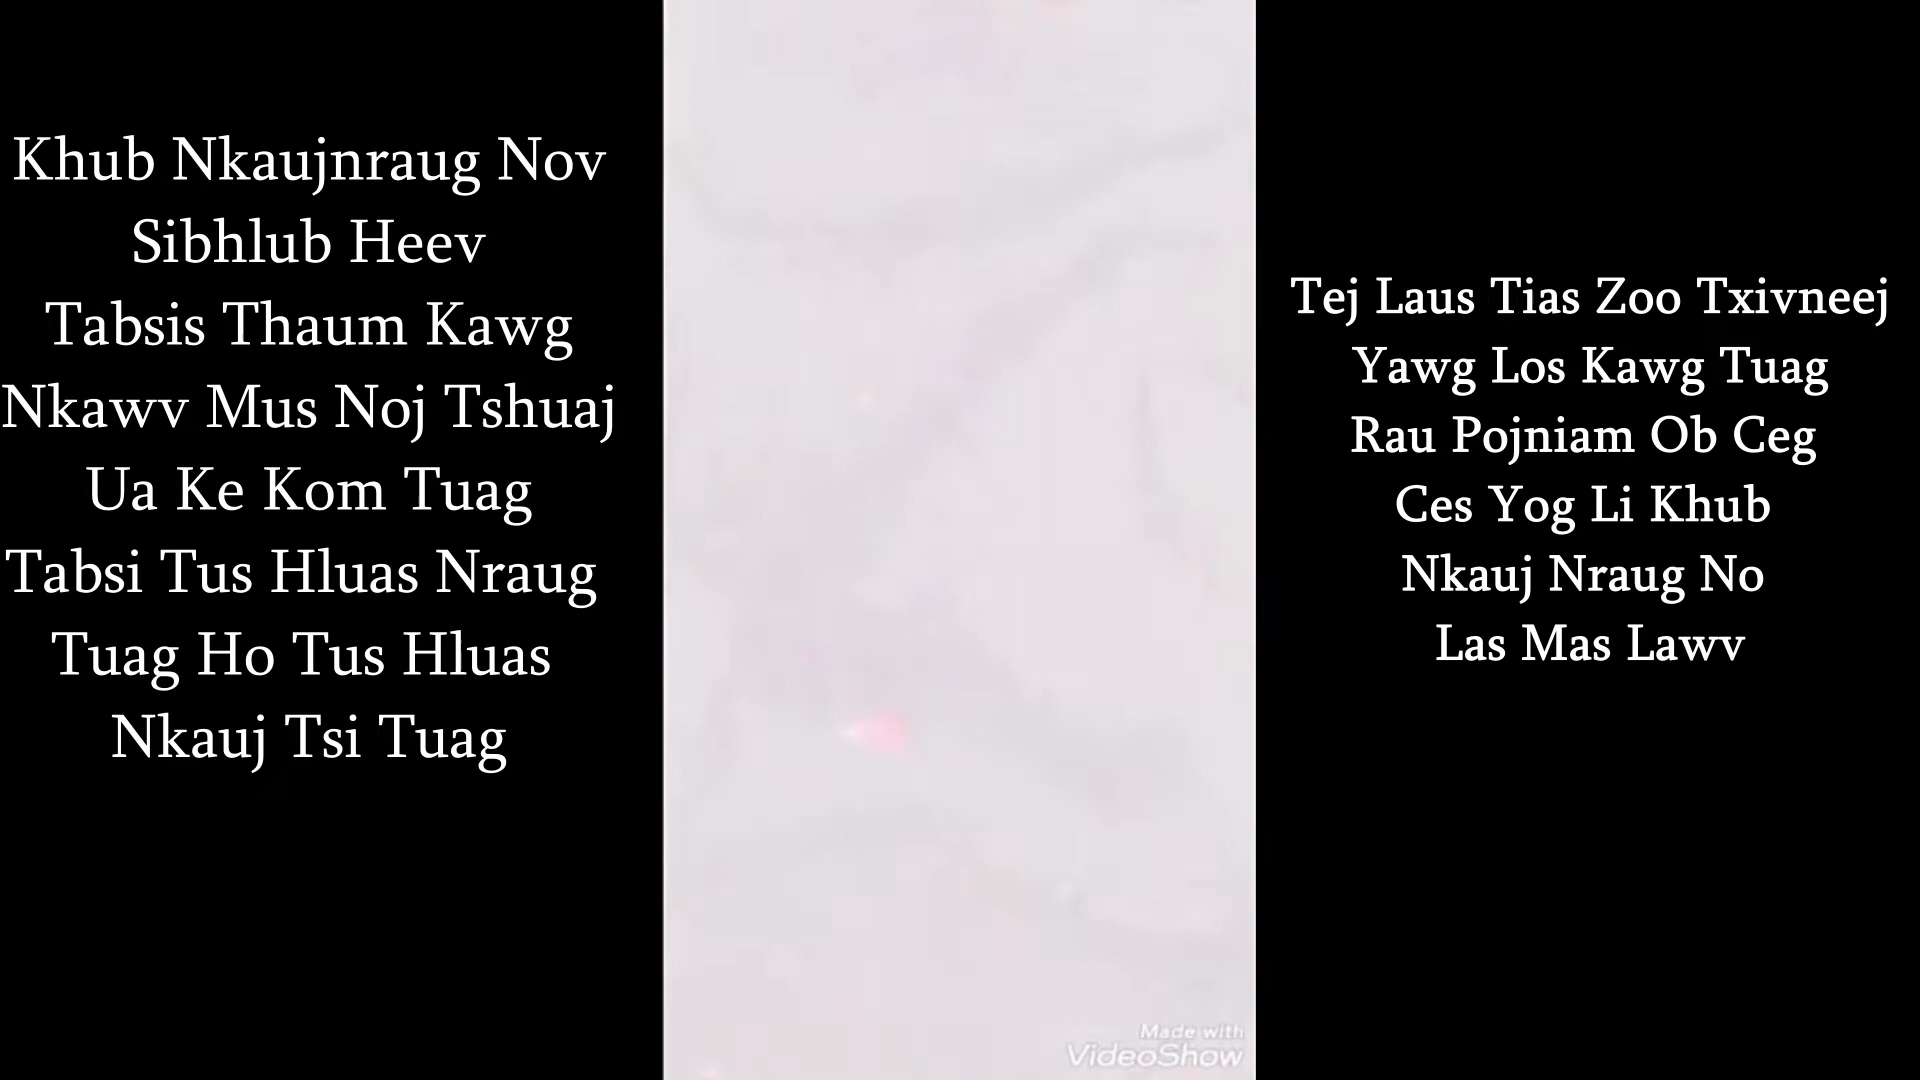 Khub Nkaujnraug Nov
Sibhlub Heev
Tabsis Thaum Kawg
Nkawv Mus Noj Tshuaj
Ua Ke Kom Tuag
Tabsi Tus Hluas Nraug
Tuag Ho Tus Hluas
Nkauj Tsi Tuag
Tej Laus Tias Zoo Txivneej
Yawg Los Kawg Tuag
Rau Pojniam Ob Ceg
Ces Yog Li Khub
Nkauj Nraug No
Las Mas Lawv
Made with
VideoShow